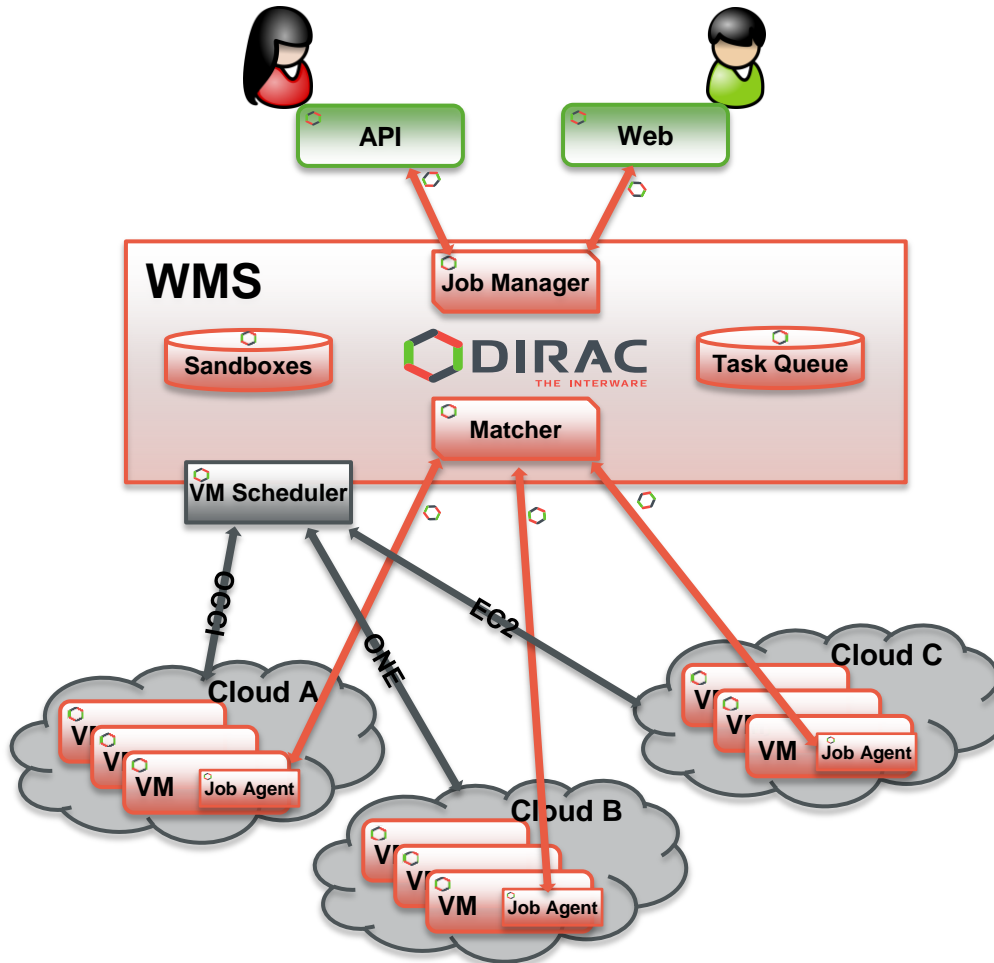 API
Web
WMS
Job Manager
Sandboxes
DIRAC
THE INTERWARE
Task Queue
Matcher
VM Scheduler
OCCI
ONE
EC2
Cloud A
VM
Job Agent
Cloud B
VM
Job Agent
Cloud C
VM
Job Agent